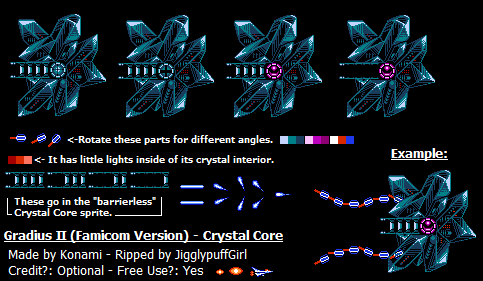 <-Rotate these parts for different angles.
<- It has little lights inside of its crystal interior.
Example:
These go in the "barrierless"
Crystal Core sprite.
Gradius II (Famicom Version) - Crystal Core
Made by Konami - Ripped by JigglypuffGirl
Credit?: Optional - Free Use?: Yes